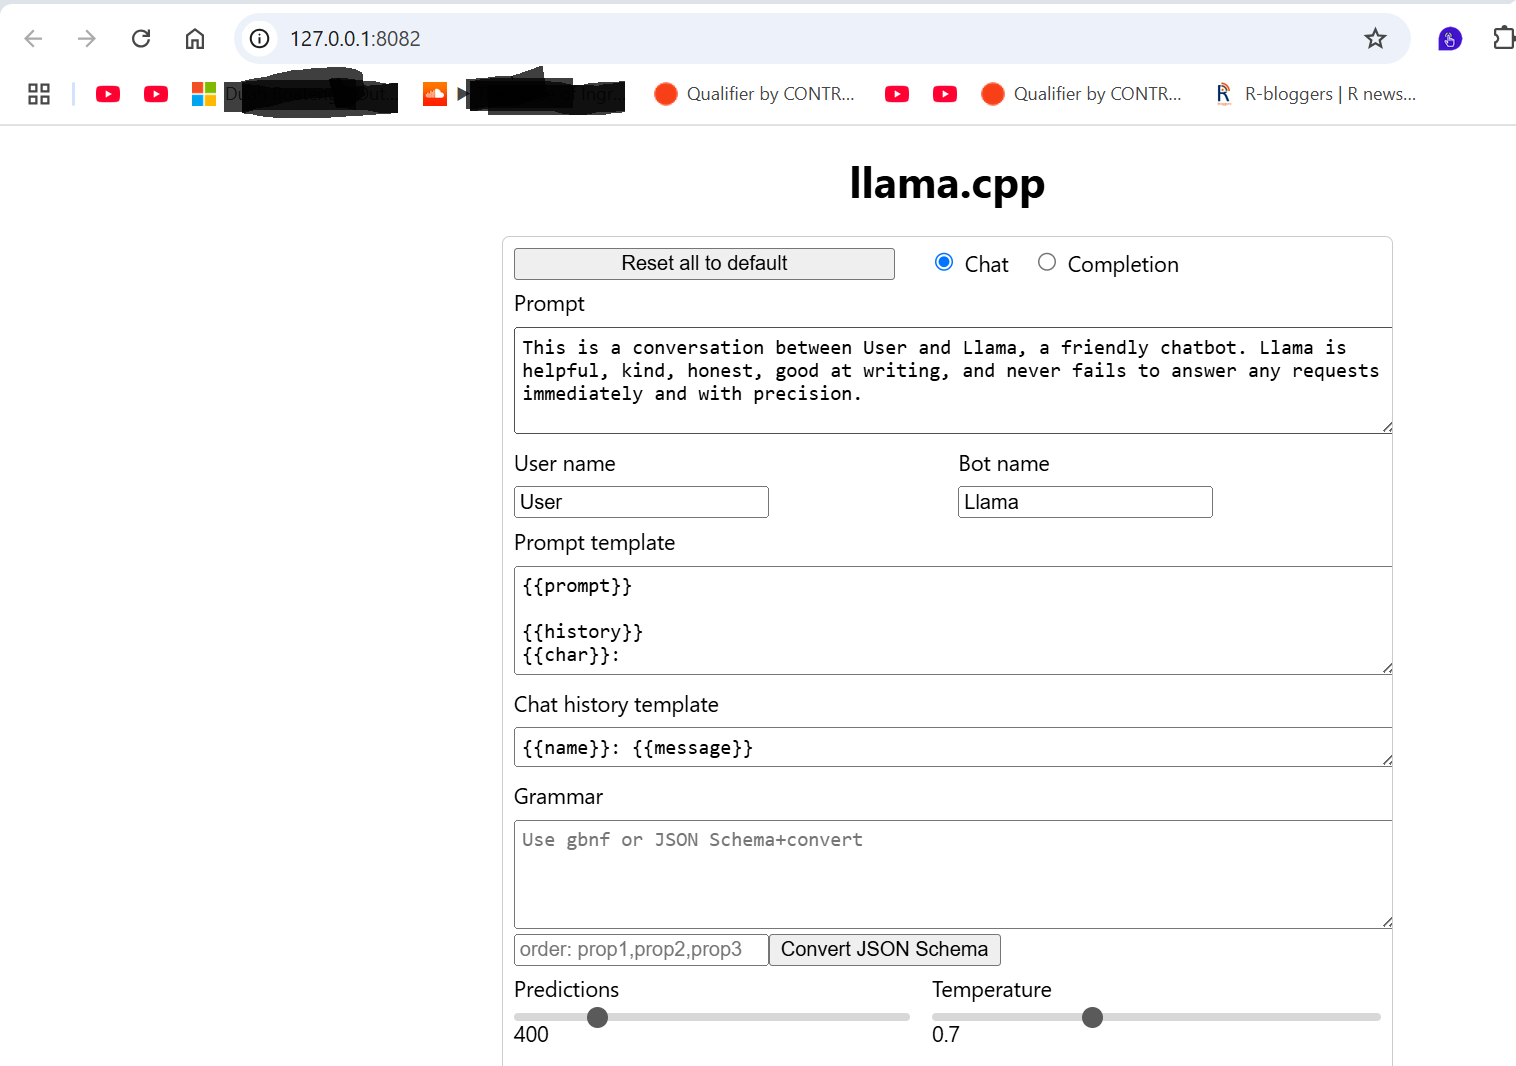 127.0.0.1:8082
Qualifier by CONTR...
Qualifier by CONTR...
R-bloggers | R news...
llama.cpp
Reset all to default
Chat
Completion
Prompt
This is a conversation between User and Llama, a friendly chatbot. Llama is
helpful, kind, honest, good at writing, and never fails to answer any requests
immediately and with precision.
User name
Bot name
User
Llama
Prompt template
{{prompt}}
{{history}}
{{char}}:
Chat history template
{{name}}: {{message}}
Grammar
Use gbnf or JSON Schema+convert
order: prop1,prop2,prop3
Convert JSON Schema
Predictions
Temperature
400
0.7